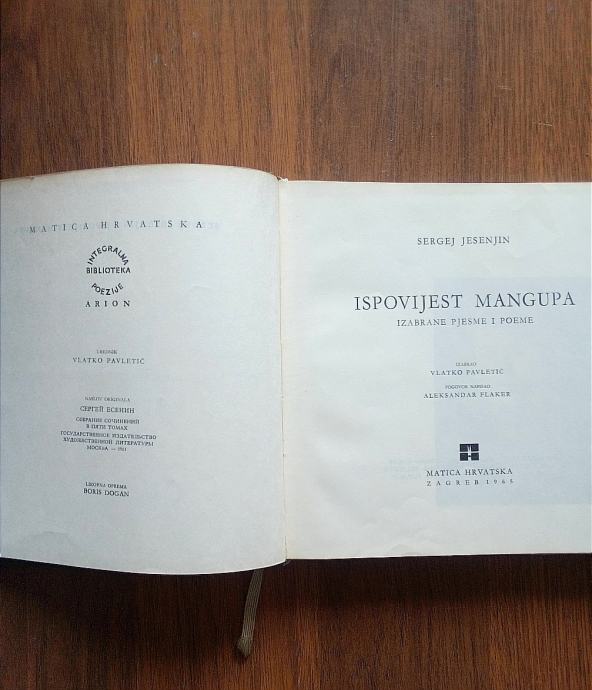 MATICA HRVATSKA
INTEGRALNA
BIBLIOTEKA
POEZIJE
ARION
UREDNIK
VLATKO PAVLETIĆ
NASLOV ORIGINALA
СЕРГЕЙ ЕСЕНИН
СОБРАНИЕ СОЧИНЕНИЙ
В ПЯТИ ТОМАХ
ГОСУДАРСТВЕННОЕ ИЗДАТЕЛЬСТВО
ХУДОЖЕСТВЕННОЙ ЛИТЕРАТУРЫ
МОСКВА — 1961
LIKOVNA OPREMA
BORIS DOGAN
SERGEJ JESENJIN
ISPOVIJEST MANGUPA
IZABRANE PJESME I POEME
IZABRAO
VLATKO PAVLETIĆ
POGOVOR NAPISAO
ALEKSANDAR FLAKER
MATICA HRVATSKA
ZAGREB 1965